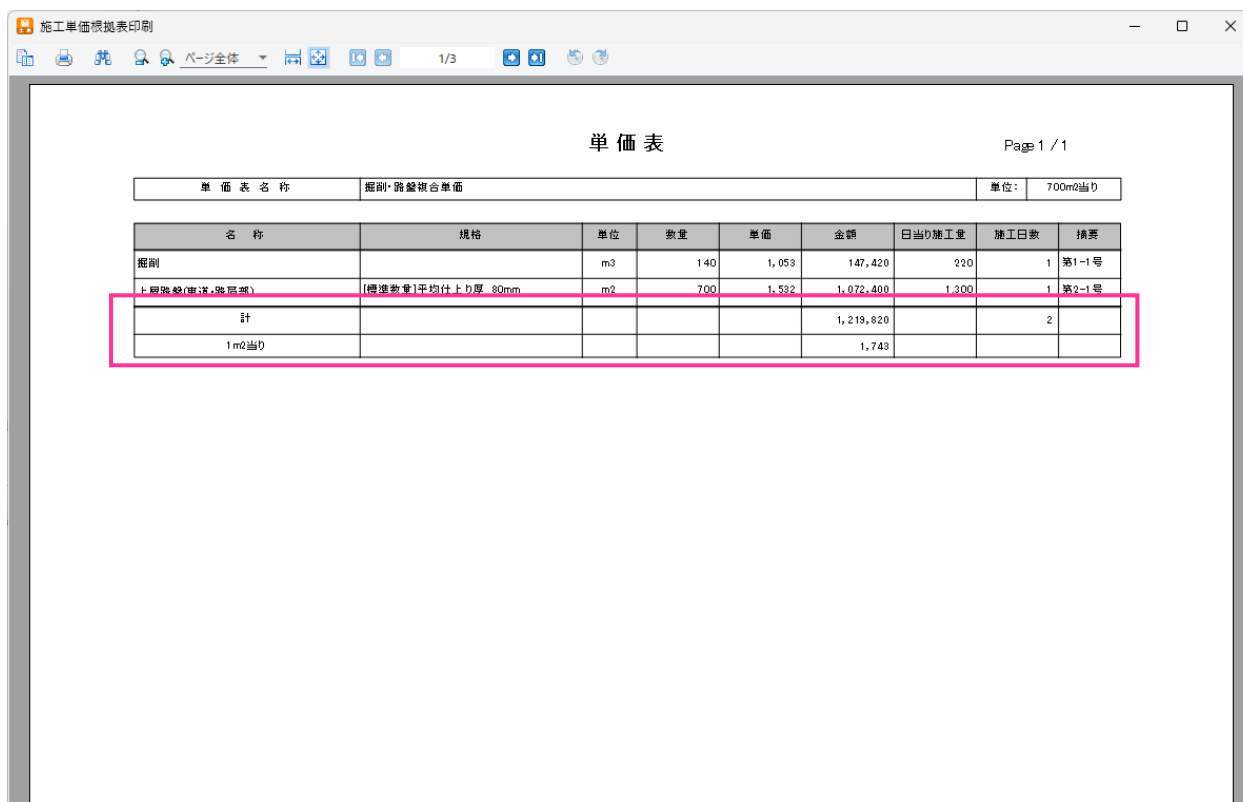 施工単価根拠表印刷
ページ全体 1/3
単価表
Page 1 / 1
単価表名称 掘削・路盤複合単価 単位： 700m2当り
名 称 規格 単位 数量 単価 金額 日当り施工量 施工日数 摘要
掘削 m3 140 1,053 147,420 220 1 第1-1号
上層路盤(車道・路肩部) [標準数量]平均仕上り厚 80mm m2 700 1,532 1,072,400 1,300 1 第2-1号
計 1,219,820 2
1m2当り 1,743